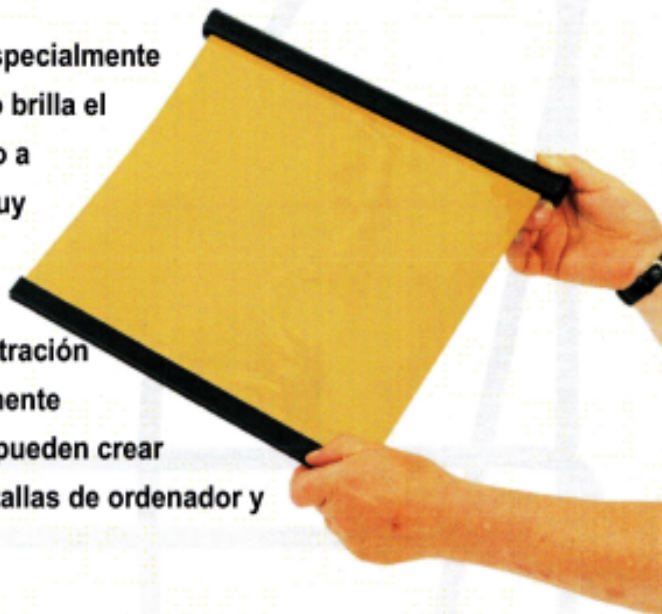 specialmente
brilla el
a
uy
tración
mente
pueden crear
allas de ordenador y